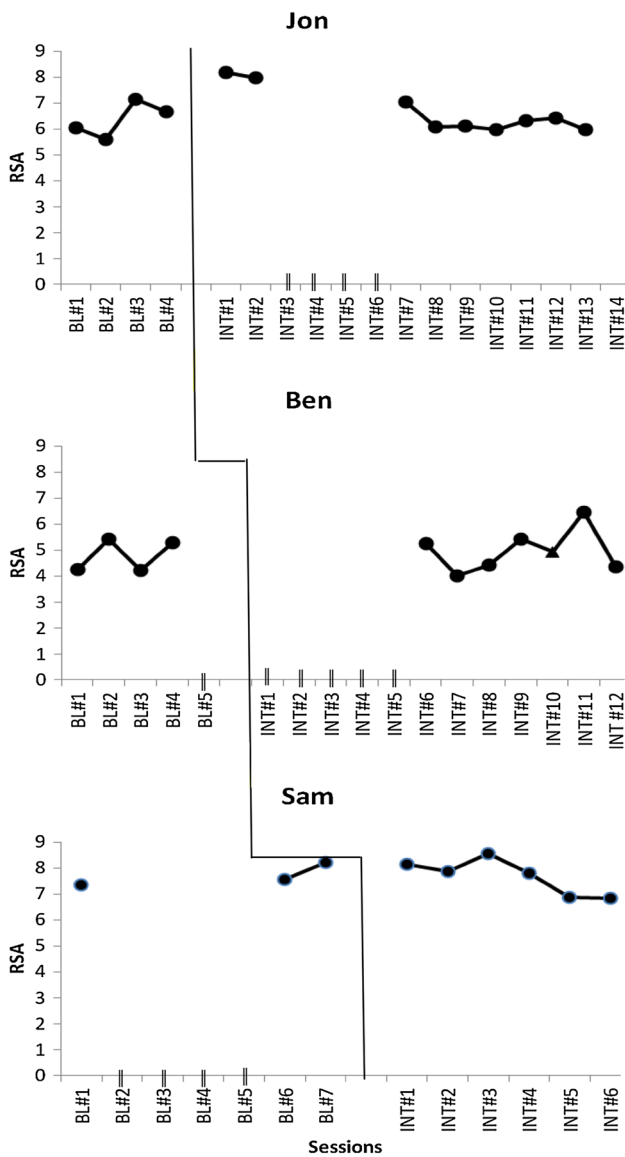 Jon
9
8
7
6
5
4
3
2
1
0
RSA
BL#1
BL#2
BL#3
BL#4
INT#1
INT#2
INT#3
INT#4
INT#5
INT#6
INT#7
INT#8
INT#9
INT#10
INT#11
INT#12
INT#13
INT#14
Ben
9
8
7
6
5
4
3
2
1
0
RSA
BL#1
BL#2
BL#3
BL#4
BL#5
INT#1
INT#2
INT#3
INT#4
INT#5
INT#6
INT#7
INT#8
INT#9
INT#10
INT#11
INT #12
Sam
9
8
7
6
5
4
3
2
1
0
RSA
BL#1
BL#2
BL#3
BL#4
BL#5
BL#6
BL#7
INT#1
INT#2
INT#3
INT#4
INT#5
INT#6
Sessions